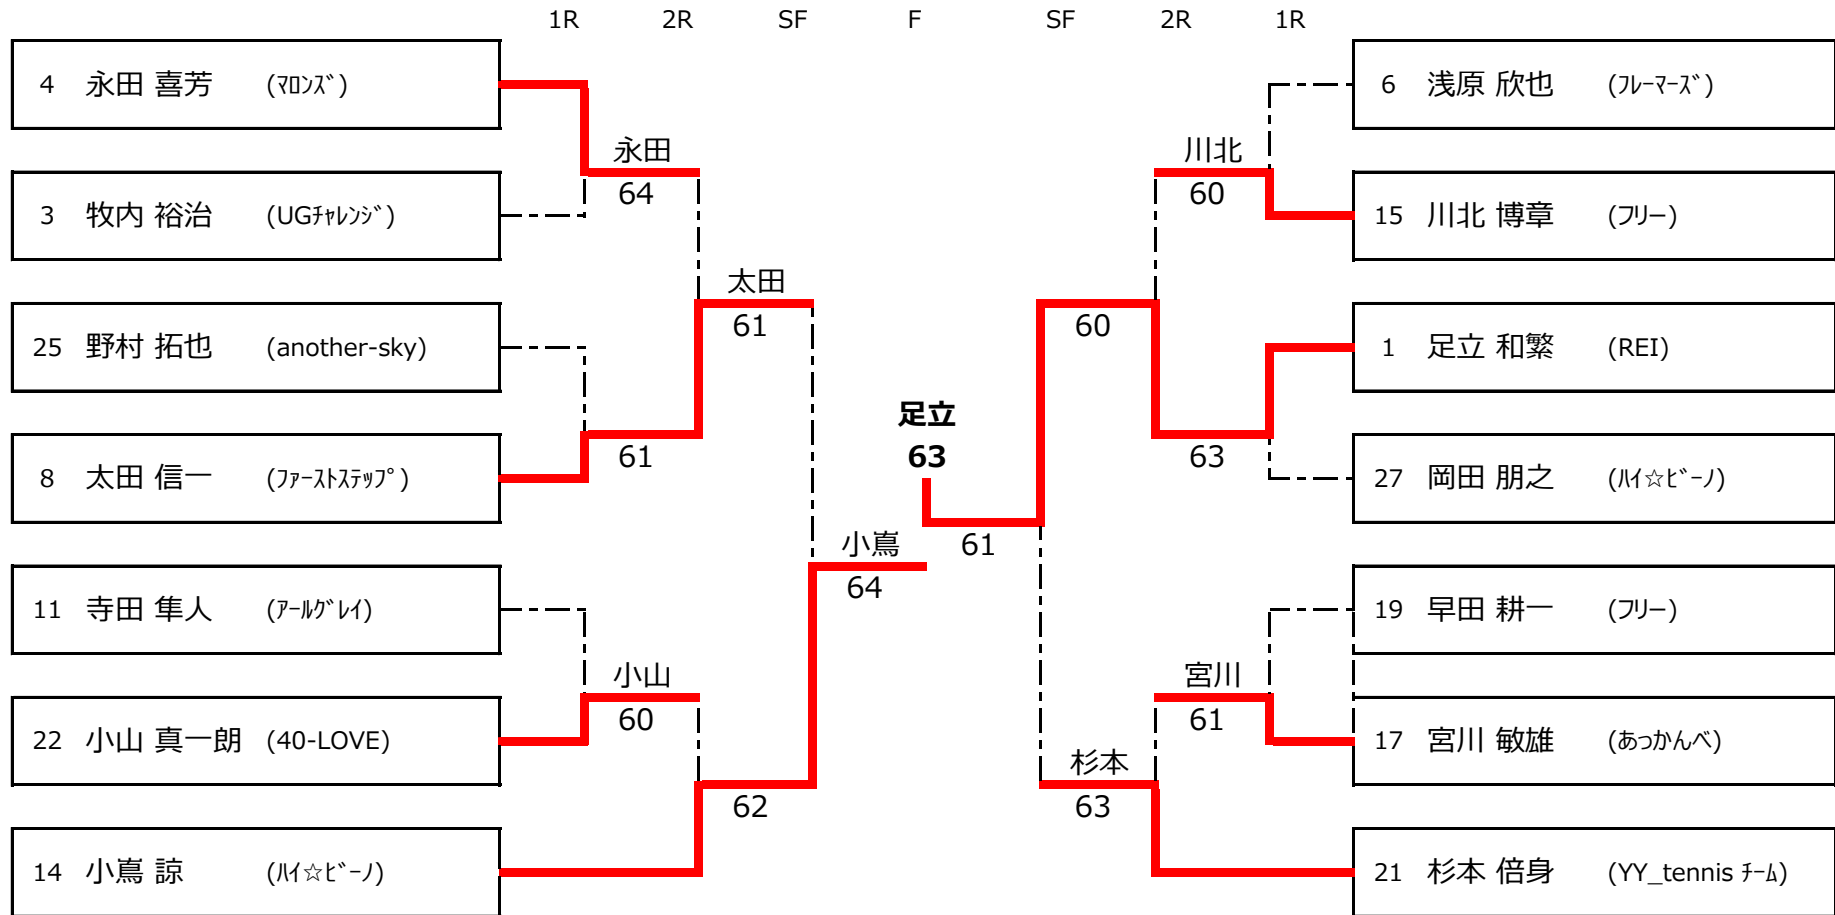 1R 2R SF F SF 2R 1R
4 永田 喜芳 (ﾏﾛﾝｽﾞ)
6 浅原 欣也 (ﾌﾚｰﾏｰｽﾞ)
永田
川北
64
60
3 牧内 裕治 (UGﾁｬﾚﾝｼﾞ)
15 川北 博章 (フリー)
太田
61
60
25 野村 拓也 (another-sky)
1 足立 和繁 (REI)
足立
63
61
63
8 太田 信一 (ﾌｧｰｽﾄｽﾃｯﾌﾟ)
27 岡田 朋之 (ﾊｲ☆ﾋﾞｰﾉ)
小嶌
61
64
11 寺田 隼人 (ｱｰﾙｸﾞﾚｲ)
19 早田 耕一 (フリー)
小山
宮川
60
61
22 小山 真一朗 (40-LOVE)
17 宮川 敏雄 (あっかんべ)
杉本
62
63
14 小嶌 諒 (ﾊｲ☆ﾋﾞｰﾉ)
21 杉本 倍身 (YY_tennis ﾁｰﾑ)